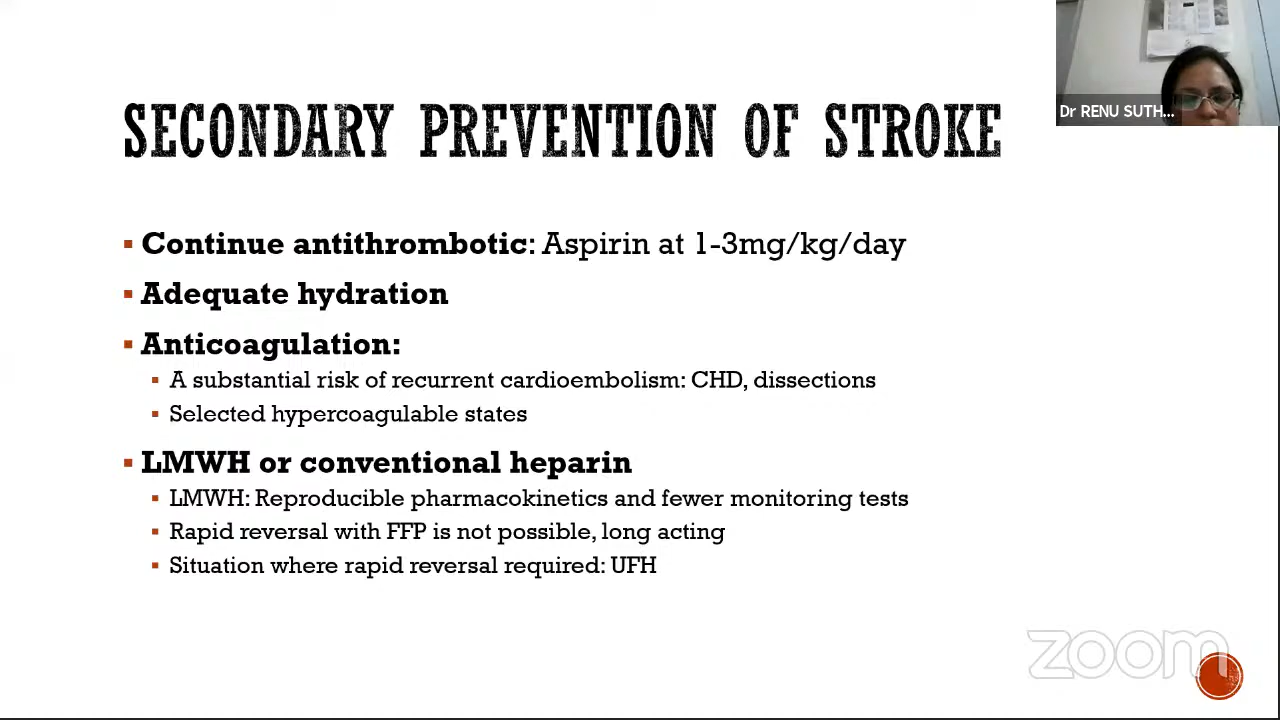 Dr RENU SUTH...
SECONDARY PREVENTION OF STROKE
▪ Continue antithrombotic: Aspirin at 1-3mg/kg/day
▪ Adequate hydration
▪ Anticoagulation:
▪ A substantial risk of recurrent cardioembolism: CHD, dissections
▪ Selected hypercoagulable states
▪ LMWH or conventional heparin
▪ LMWH: Reproducible pharmacokinetics and fewer monitoring tests
▪ Rapid reversal with FFP is not possible, long acting
▪ Situation where rapid reversal required: UFH
zoom